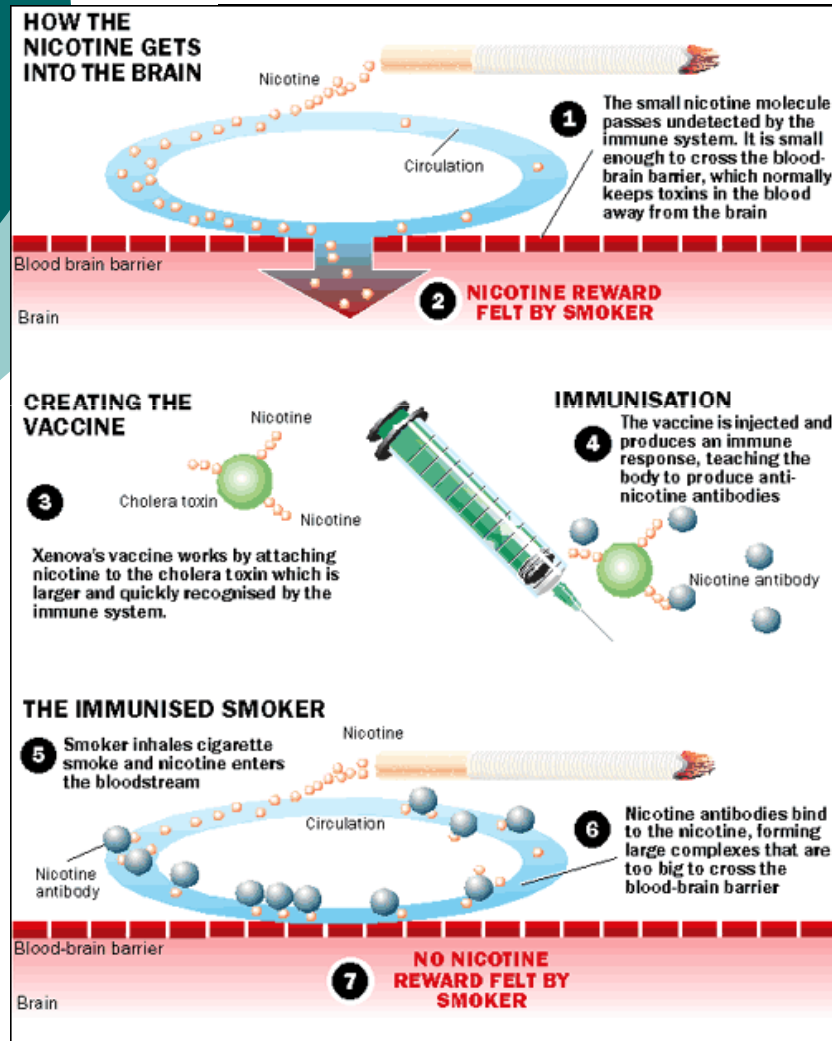 HOW THE
NICOTINE GETS
INTO THE BRAIN
Nicotine
Circulation
1
The small nicotine molecule
passes undetected by the
immune system. It is small
enough to cross the blood-
brain barrier, which normally
keeps toxins in the blood
away from the brain
Blood brain barrier
Brain
2
NICOTINE REWARD
FELT BY SMOKER
CREATING THE
VACCINE
Nicotine
3
Cholera toxin
Nicotine
Xenova's vaccine works by attaching
nicotine to the cholera toxin which is
larger and quickly recognised by the
immune system.
IMMUNISATION
4
The vaccine is injected and
produces an immune
response, teaching the
body to produce anti-
nicotine antibodies
Nicotine antibody
THE IMMUNISED SMOKER
5
Smoker inhales cigarette
smoke and nicotine enters
the bloodstream
Nicotine
Circulation
Nicotine
antibody
6
Nicotine antibodies bind
to the nicotine, forming
large complexes that are
too big to cross the
blood-brain barrier
Blood-brain barrier
Brain
7
NO NICOTINE
REWARD FELT BY
SMOKER